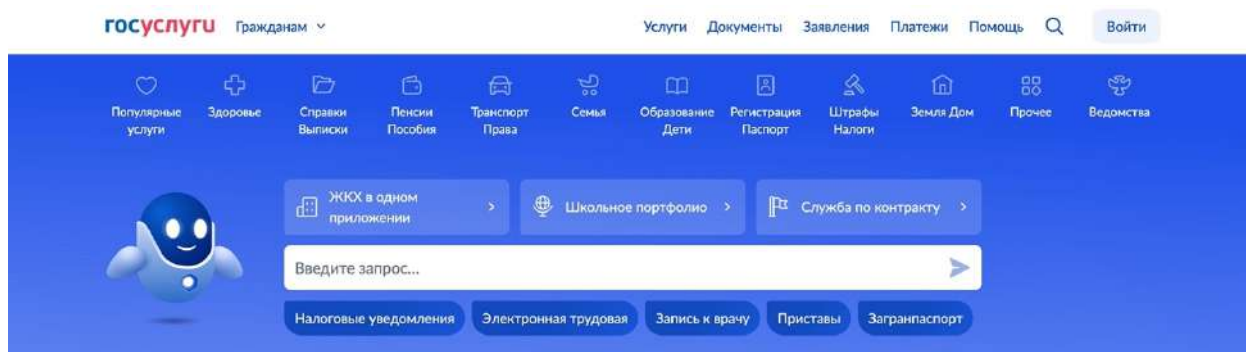 госуслуги Гражданам Услуги Документы Заявления Платежи Помощь Войти
Популярные услуги
Здоровье
Справки Выписки
Пенсии Пособия
Транспорт Права
Семья
Образование Дети
Регистрация Паспорт
Штрафы Налоги
Земля Дом
Прочее
Ведомства
ЖКХ в одном приложении
Школьное портфолио
Служба по контракту
Введите запрос...
Налоговые уведомления Электронная трудовая Запись к врачу Приставы Загранпаспорт